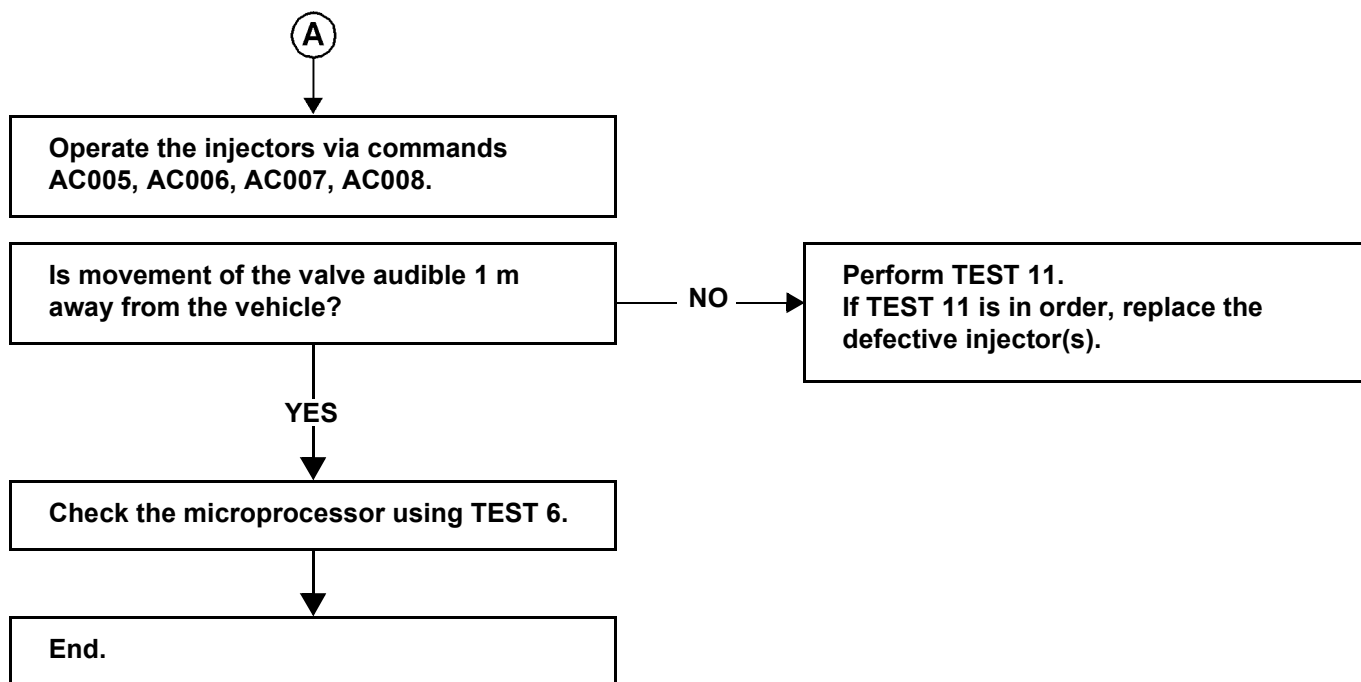 A
Operate the injectors via commands
AC005, AC006, AC007, AC008.
Is movement of the valve audible 1 m
away from the vehicle?
NO
Perform TEST 11.
If TEST 11 is in order, replace the
defective injector(s).
YES
Check the microprocessor using TEST 6.
End.